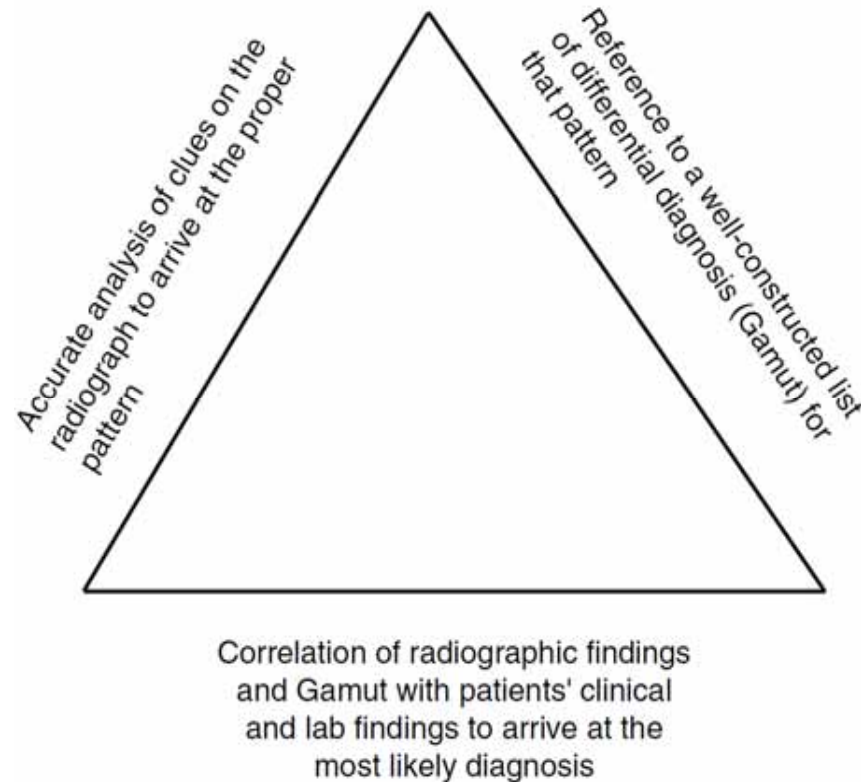 Accurate analysis of clues on the
radiograph to arrive at the proper
pattern
Reference to a well-constructed list
of differential diagnosis (Gamut) for
that pattern
Correlation of radiographic findings
and Gamut with patients' clinical
and lab findings to arrive at the
most likely diagnosis